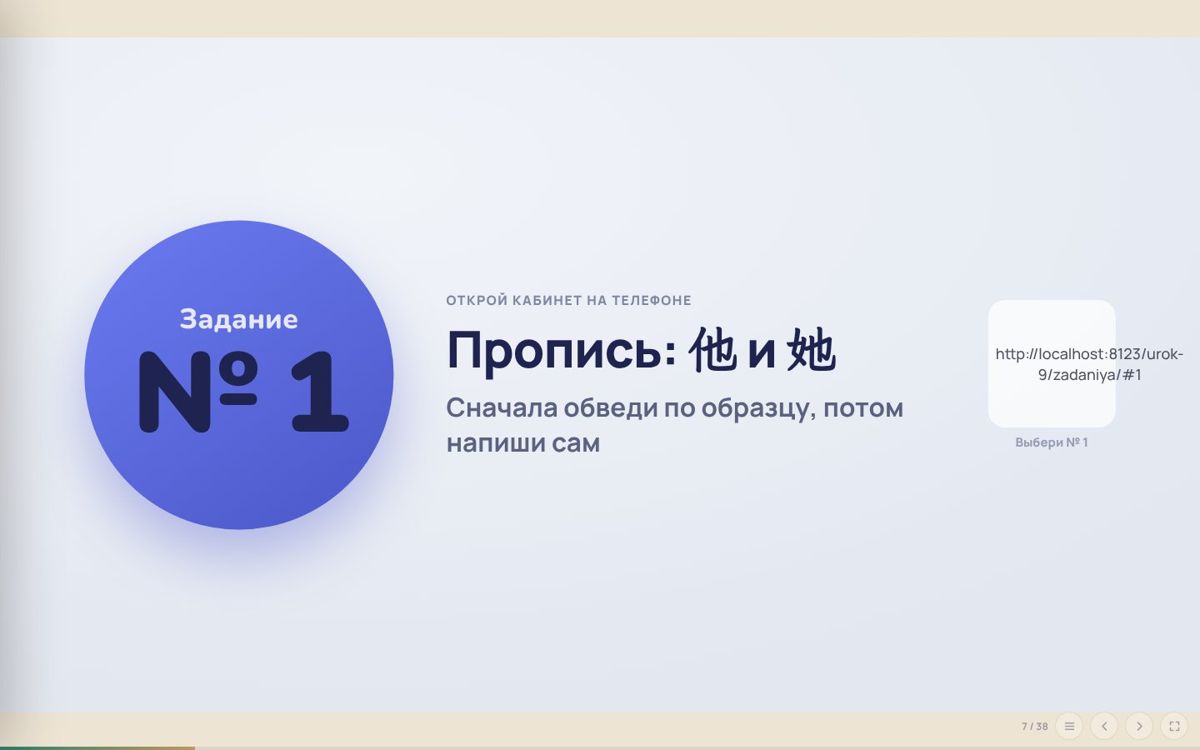 Задание
№ 1
ОТКРОЙ КАБИНЕТ НА ТЕЛЕФОНЕ
Пропись: 他 и 她
Сначала обведи по образцу, потом
напиши сам
http://localhost:8123/urok-
9/zadaniya/#1
Выбери № 1
7 / 38